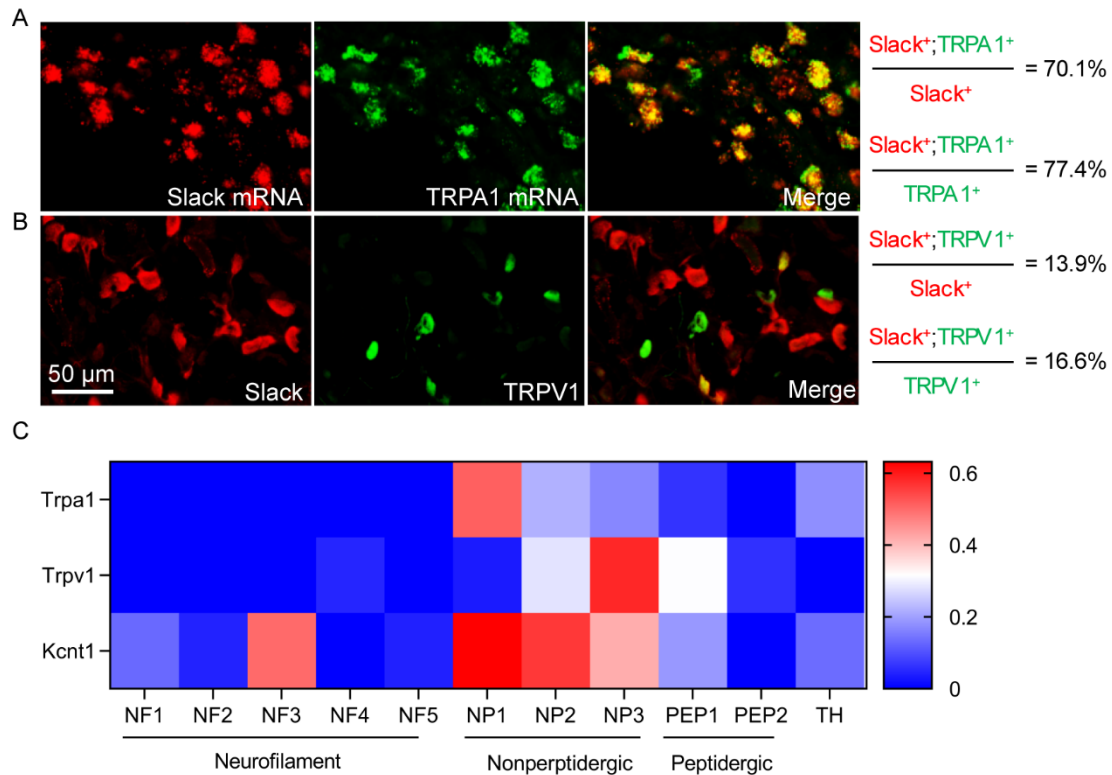 A
Slack mRNA
TRPA1 mRNA
Merge
Slack⁺;TRPA1⁺
Slack⁺
= 70.1%
Slack⁺;TRPA1⁺
TRPA1⁺
= 77.4%
B
50 µm
Slack
TRPV1
Merge
Slack⁺;TRPV1⁺
Slack⁺
= 13.9%
Slack⁺;TRPV1⁺
TRPV1⁺
= 16.6%
C
Trpa1
Trpv1
Kcnt1
0.6
0.4
0.2
0
NF1 NF2 NF3 NF4 NF5 NP1 NP2 NP3 PEP1 PEP2 TH
Neurofilament Nonperptidergic Peptidergic